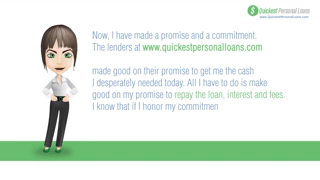 Quickest Personal Loans
www.QuickestPersonalLoans.com
Now, I have made a promise and a commitment.
The lenders at www.quickestpersonalloans.com
made good on their promise to get me the cash
I desperately needed today. All I have to do is make
good on my promise to repay the loan, interest and fees.
I know that if I honor my commitmen